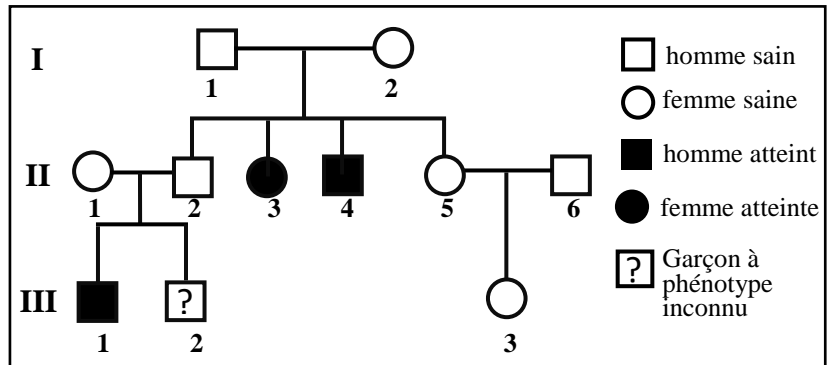 I
1
2
homme sain
femme saine
homme atteint
femme atteinte
II
1
2
3
4
5
6
?
Garçon à
phénotype
inconnu
III
?
1
2
3